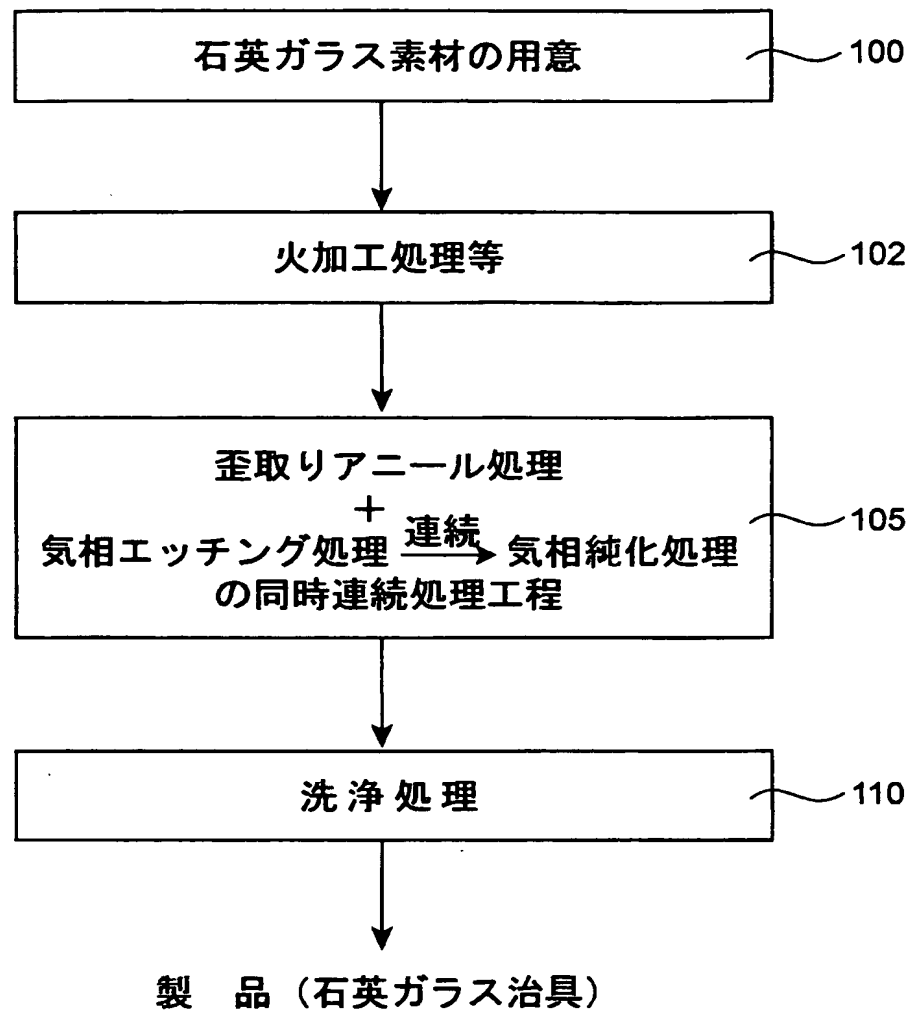 石英ガラス素材の用意 100
火加工処理等 102
歪取りアニール処理
+
連続
気相エッチング処理 気相純化処理 105
の同時連続処理工程
洗浄処理 110
製 品（石英ガラス治具）